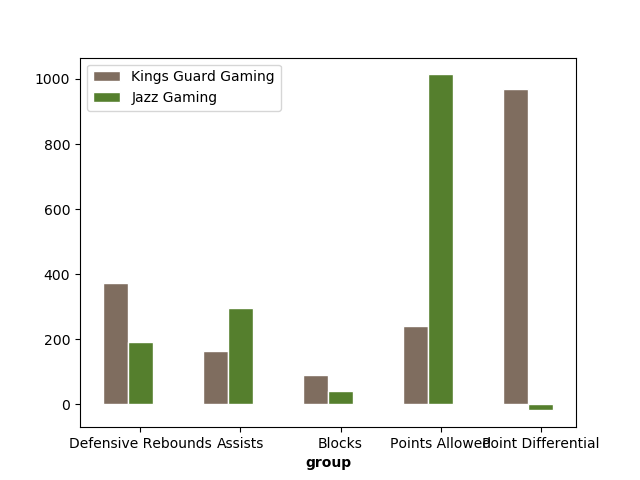 Kings Guard Gaming
Jazz Gaming
1000
800
600
400
200
0
Defensive Rebounds Assists Blocks Points Allowed Point Differential
group